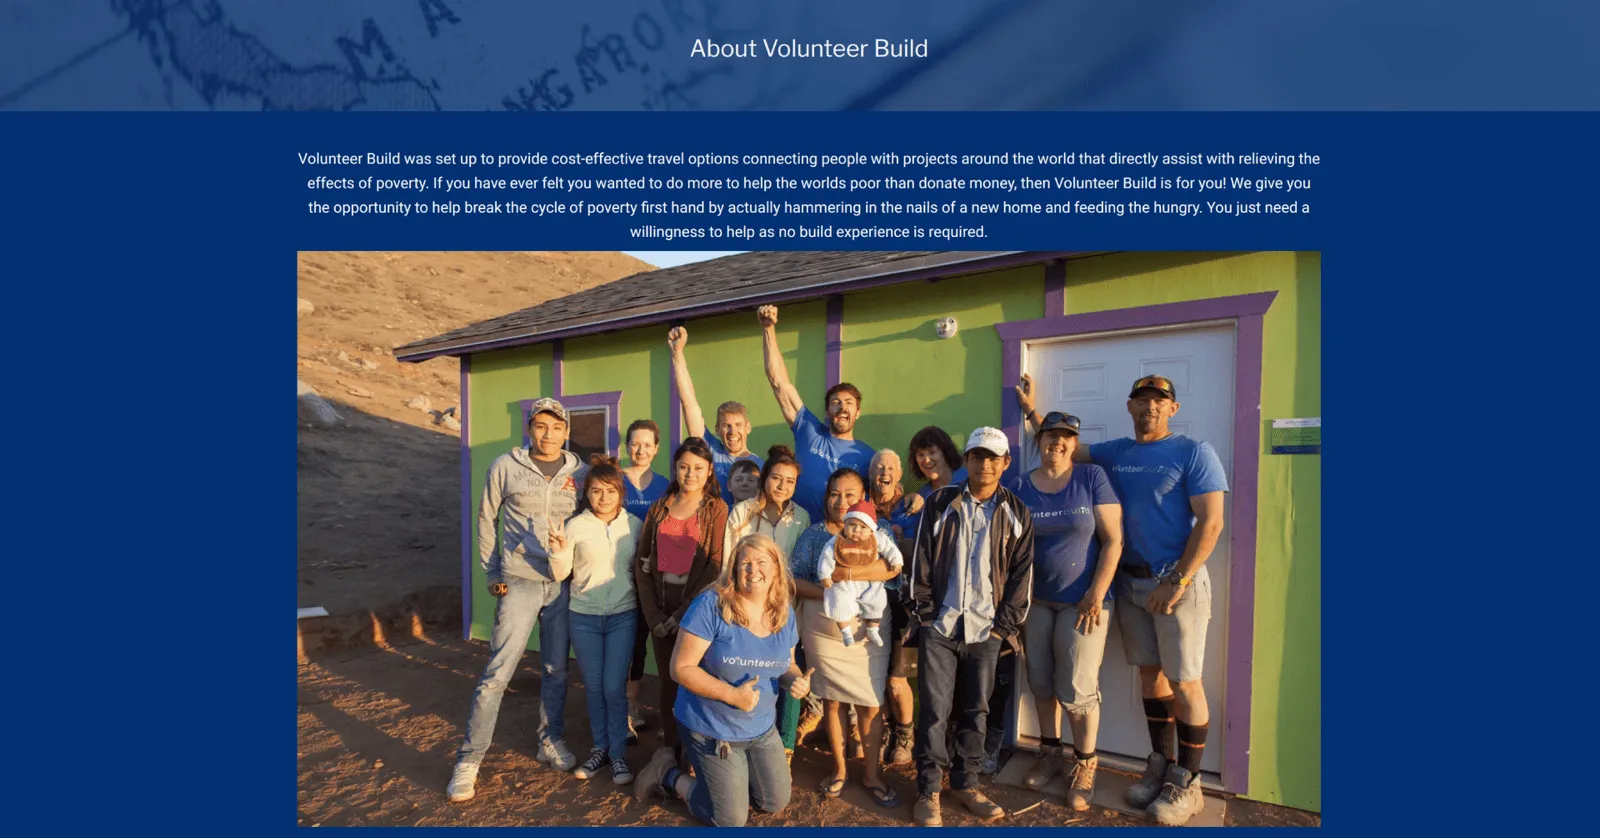 MA
NGARO
About Volunteer Build
Volunteer Build was set up to provide cost-effective travel options connecting people with projects around the world that directly assist with relieving the
effects of poverty. If you have ever felt you wanted to do more to help the worlds poor than donate money, then Volunteer Build is for you! We give you
the opportunity to help break the cycle of poverty first hand by actually hammering in the nails of a new home and feeding the hungry. You just need a
willingness to help as no build experience is required.
volunteerbuild
unteerbuild
volunteerbu